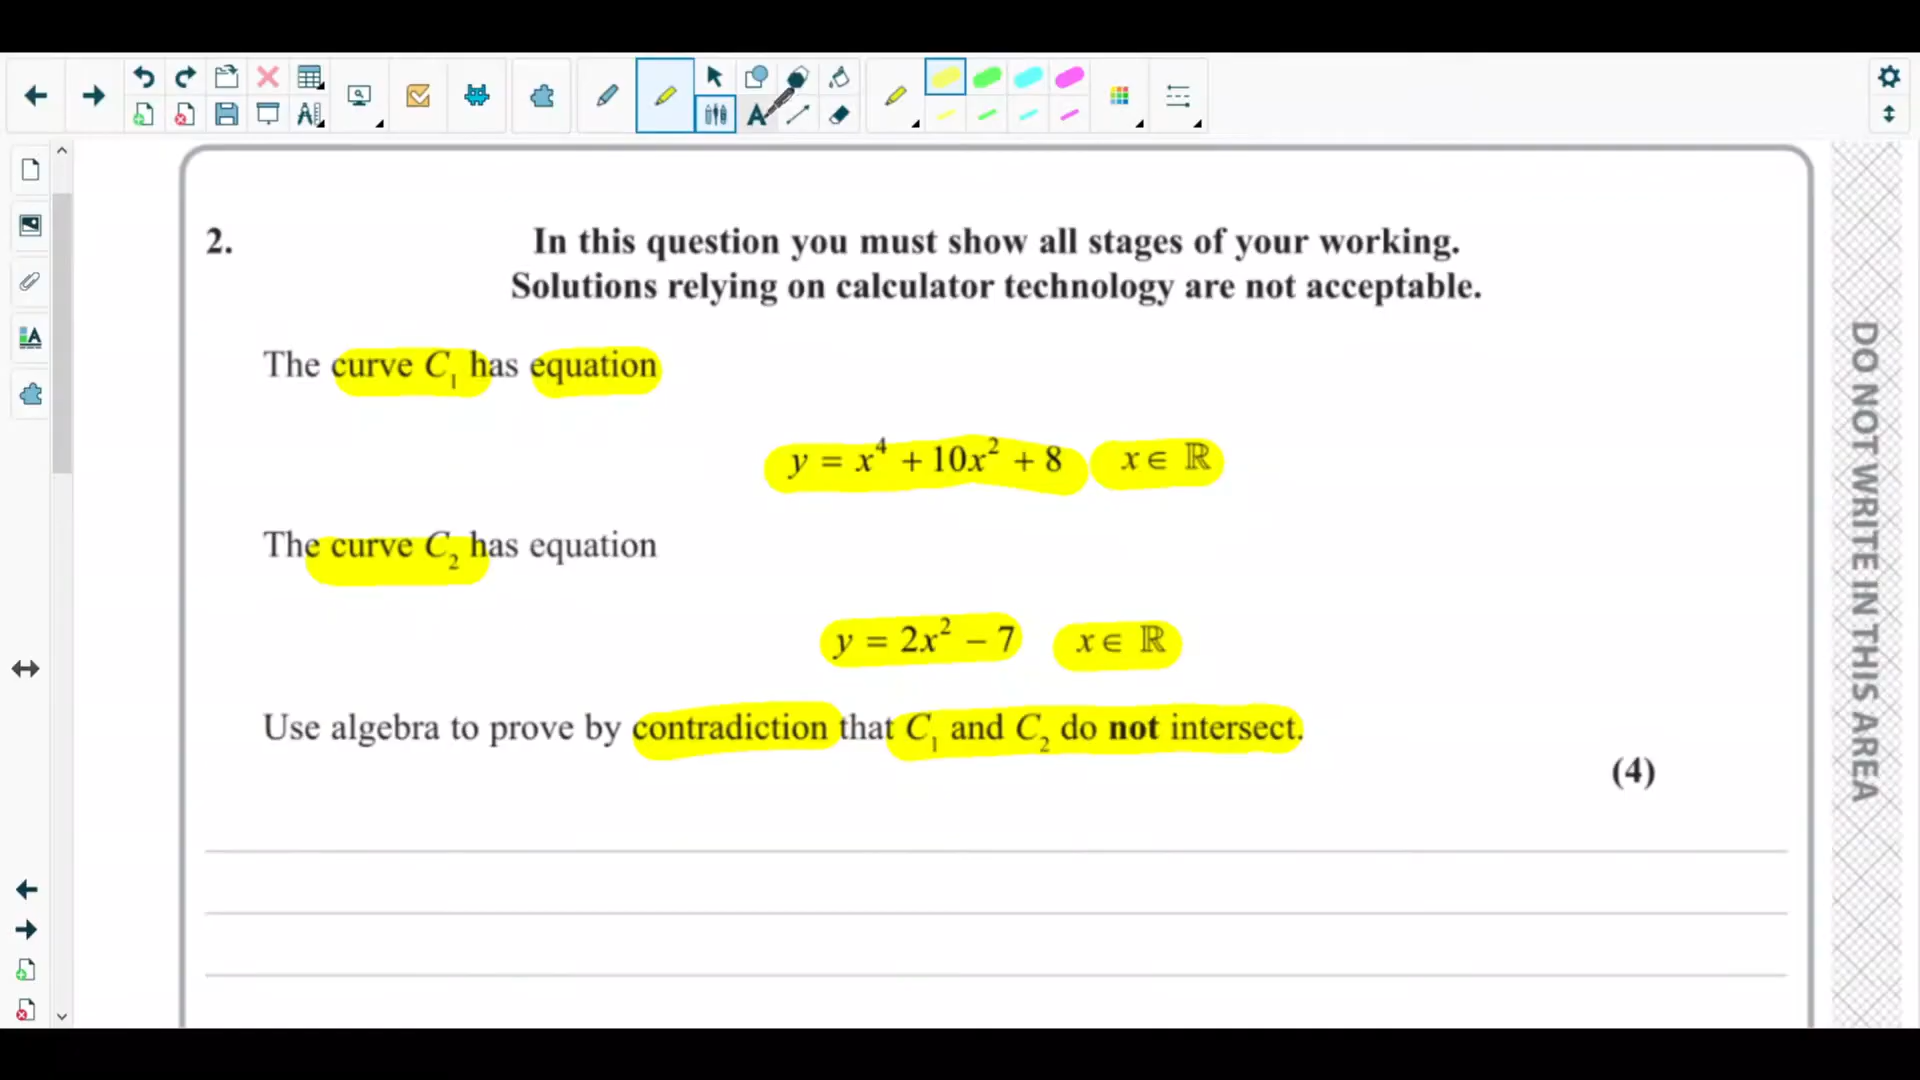 2. In this question you must show all stages of your working.
Solutions relying on calculator technology are not acceptable.
The curve C₁ has equation
y = x⁴ + 10x² + 8 x ∈ ℝ
The curve C₂ has equation
y = 2x² − 7 x ∈ ℝ
Use algebra to prove by contradiction that C₁ and C₂ do not intersect.
(4)
DO NOT WRITE IN THIS AREA